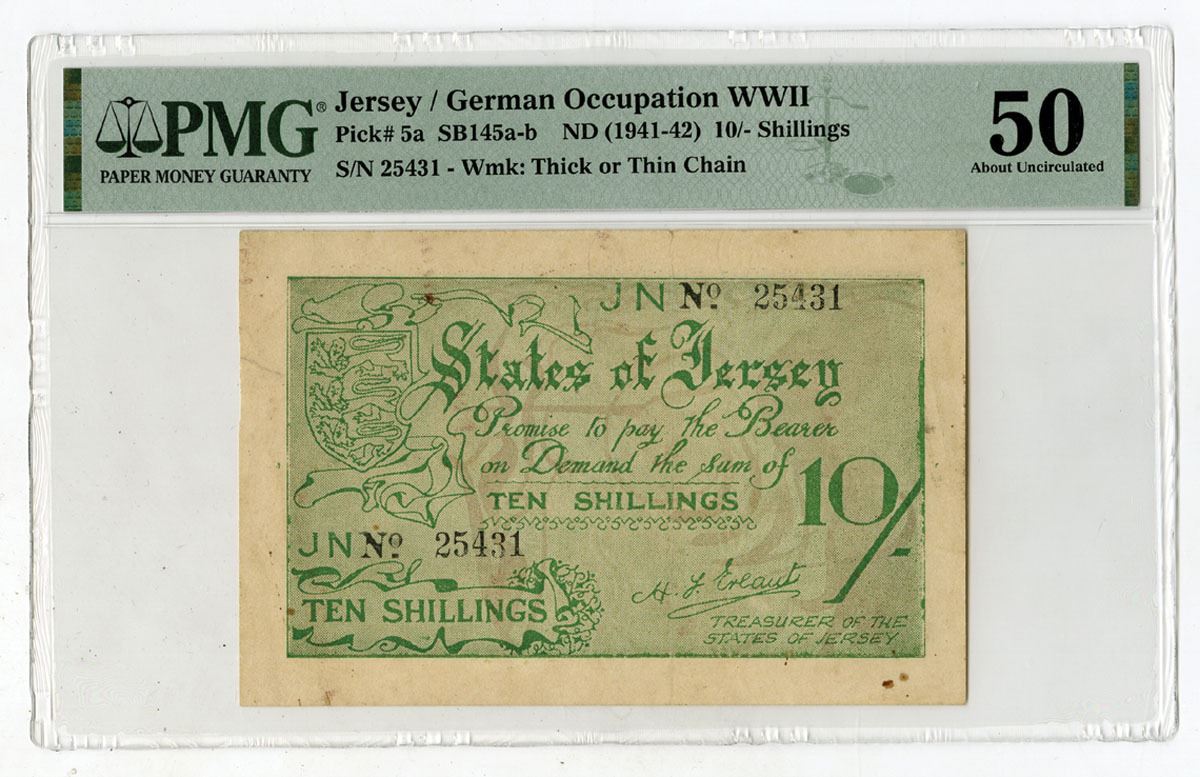 PMG®
PAPER MONEY GUARANTY
Jersey / German Occupation WWII
Pick# 5a SB145a-b ND (1941-42) 10/- Shillings
S/N 25431 - Wmk: Thick or Thin Chain
50
About Uncirculated
JN No 25431
States of Jersey
Promise to pay the Bearer
on Demand the sum of
TEN SHILLINGS
10/-
JN No 25431
TEN SHILLINGS
H. F. Ereaut
TREASURER OF THE
STATES OF JERSEY